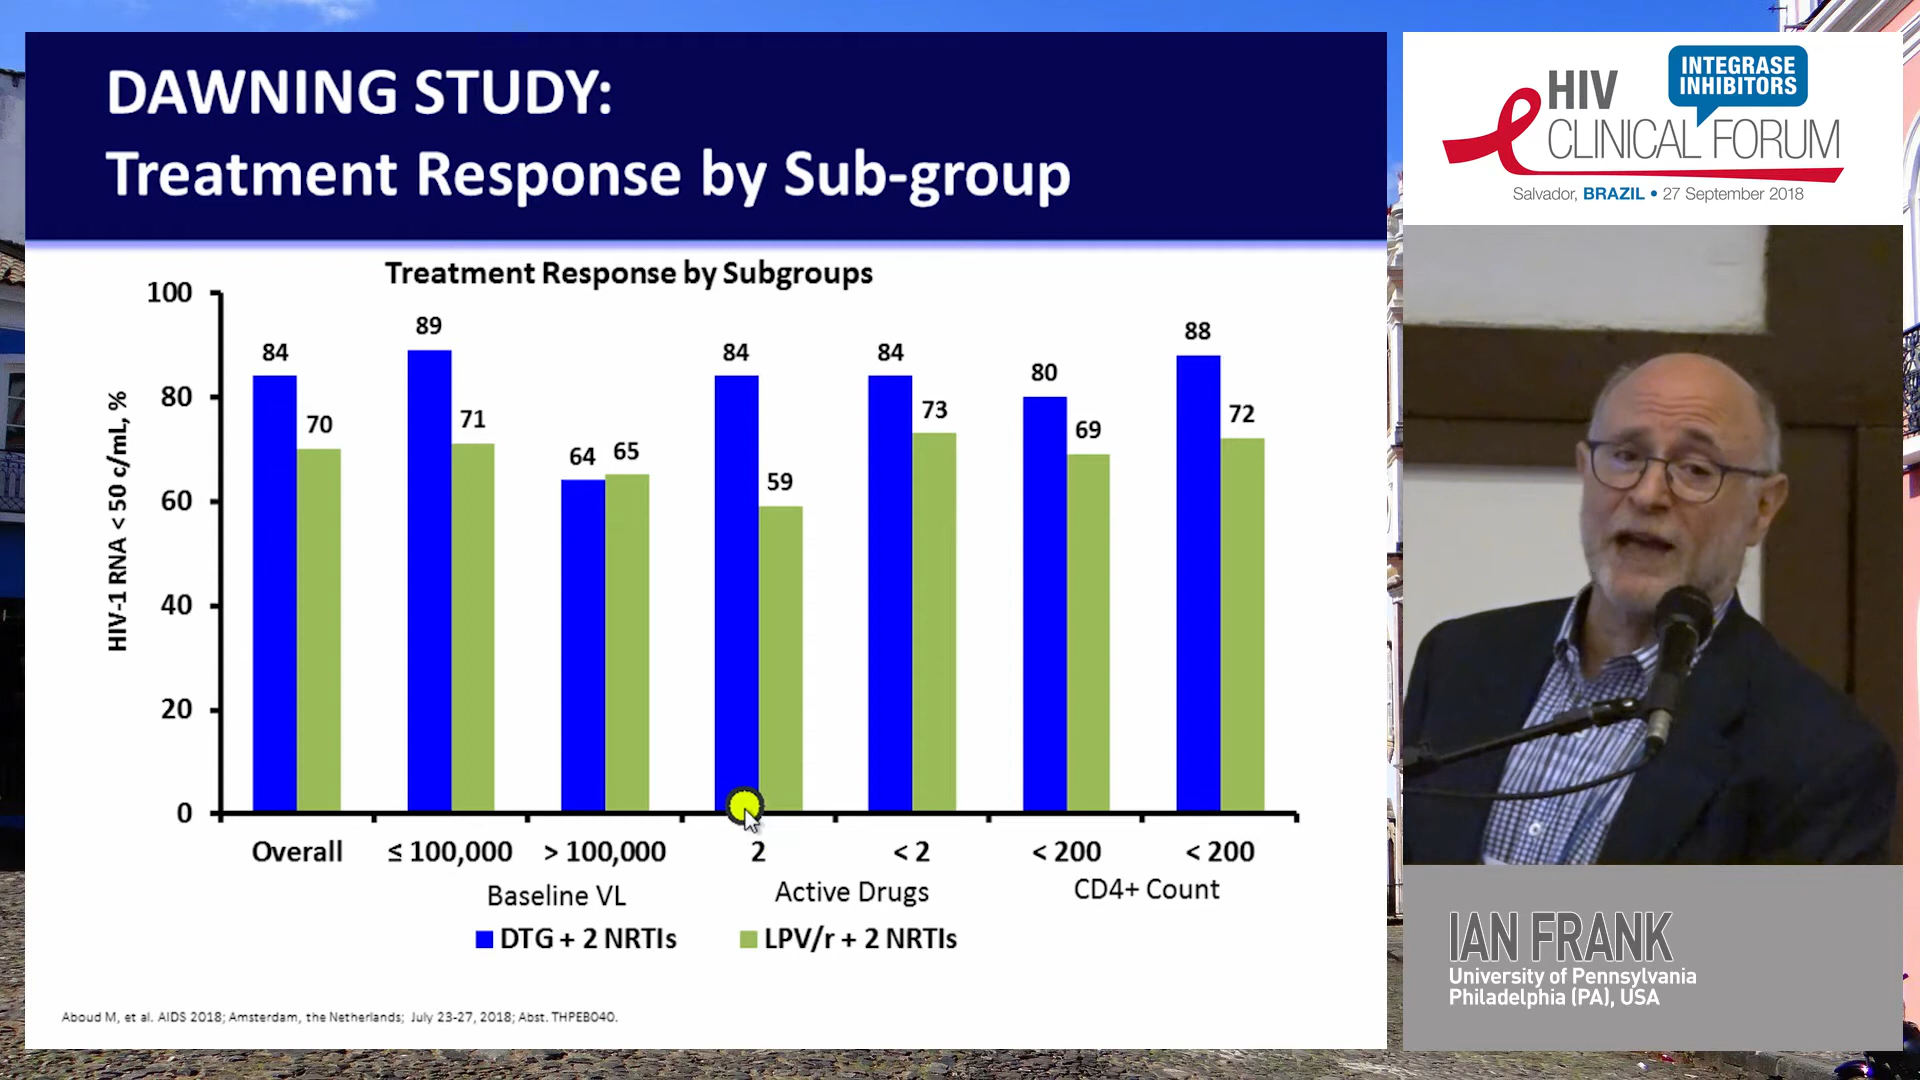 DAWNING STUDY:
Treatment Response by Sub-group
Treatment Response by Subgroups
HIV-1 RNA < 50 c/mL, %
100
80
60
40
20
0
84
70
89
71
64
65
84
59
84
73
80
69
88
72
Overall
≤ 100,000
> 100,000
2
< 2
< 200
< 200
Baseline VL
Active Drugs
CD4+ Count
DTG + 2 NRTIs
LPV/r + 2 NRTIs
Aboud M, et al. AIDS 2018; Amsterdam, the Netherlands; July 23-27, 2018; Abst. THPEB040.
INTEGRASE
INHIBITORS
HIV
CLINICAL FORUM
Salvador, BRAZIL • 27 September 2018
IAN FRANK
University of Pennsylvania
Philadelphia (PA), USA